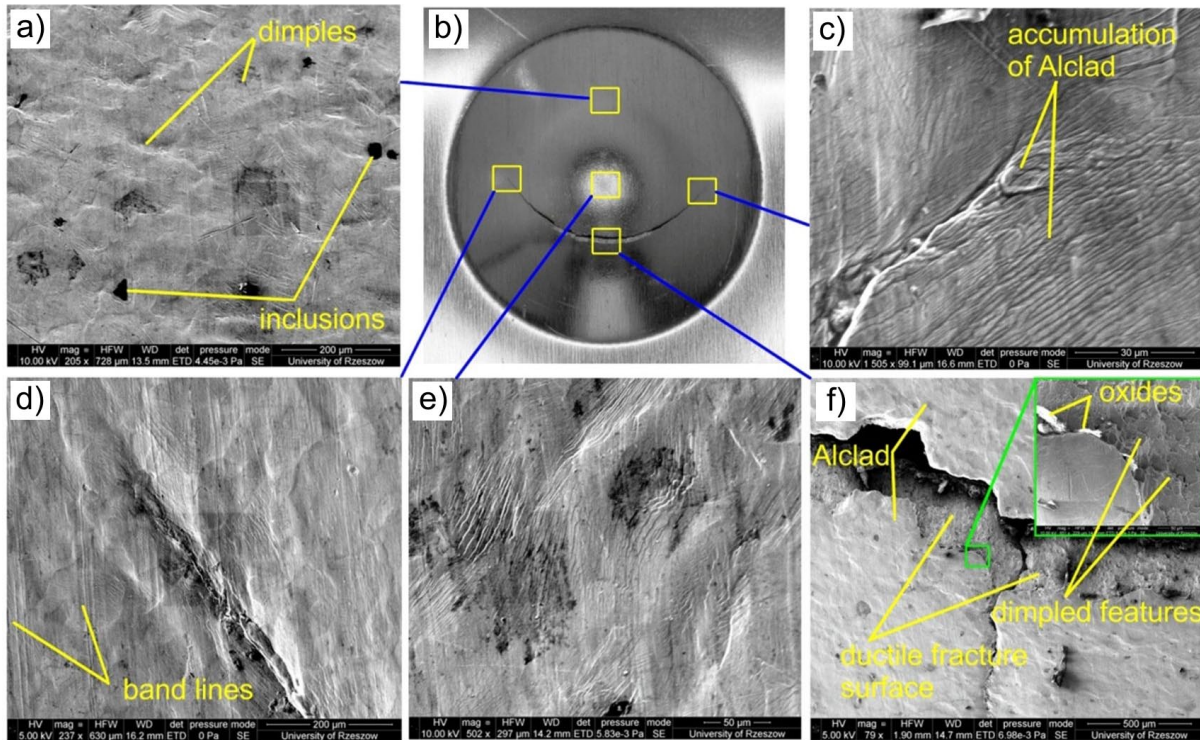 a)
dimples
inclusions
HV mag = HFW WD det pressure mode 200 µm
10.00 kV 205 x 728 µm 13.5 mm ETD 4.45e-3 Pa SE University of Rzeszow
b)
c)
accumulation
of Alclad
HV mag = HFW WD det pressure mode 30 µm
10.00 kV 1 505 x 99.1 µm 16.6 mm ETD 0 Pa SE University of Rzeszow
d)
band lines
HV mag = HFW WD det pressure mode 200 µm
5.00 kV 237 x 630 µm 16.2 mm ETD 0 Pa SE University of Rzeszow
e)
HV mag = HFW WD det pressure mode 50 µm
10.00 kV 502 x 297 µm 14.2 mm ETD 5.83e-3 Pa SE University of Rzeszow
f)
oxides
Alclad
dimpled features
ductile fracture
surface
HV mag = HFW WD det pressure mode 500 µm
5.00 kV 79 x 1.90 mm 14.7 mm ETD 6.98e-3 Pa SE University of Rzeszow